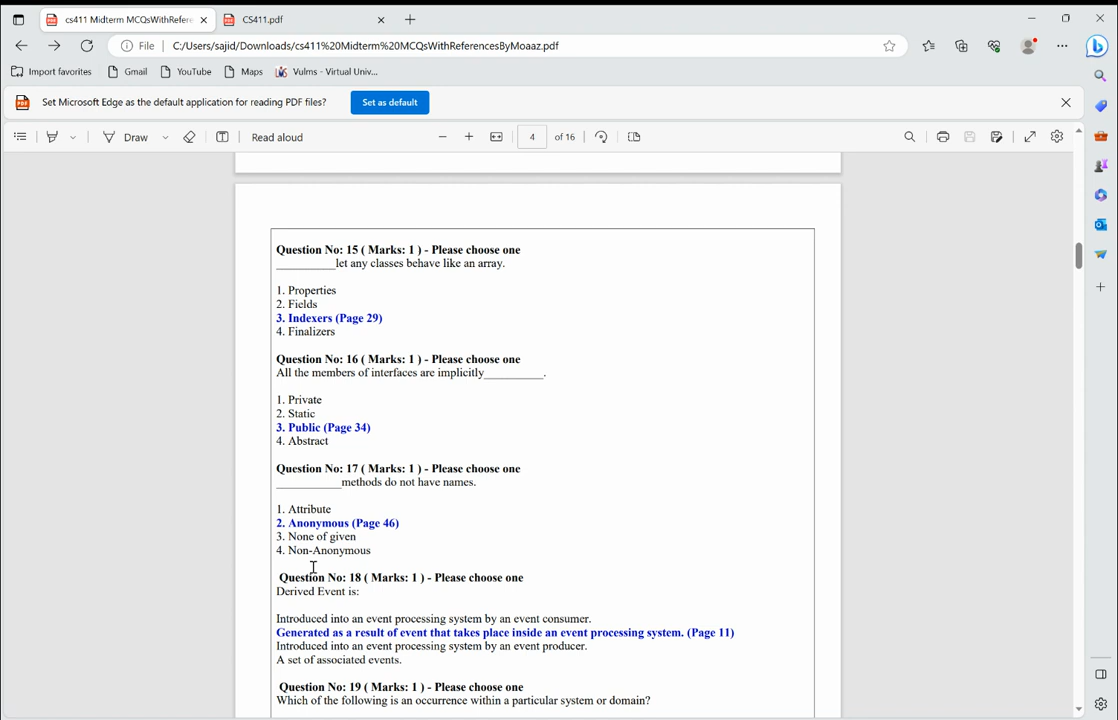 cs411 Midterm MCQsWithRefere
CS411.pdf
File
C:/Users/sajid/Downloads/cs411%20Midterm%20MCQsWithReferencesByMoaaz.pdf
Import favorites
Gmail
YouTube
Maps
Vulms - Virtual Univ...
Set Microsoft Edge as the default application for reading PDF files?
Set as default
Draw
Read aloud
4 of 16
Question No: 15 ( Marks: 1 ) - Please choose one
___________let any classes behave like an array.
1. Properties
2. Fields
3. Indexers (Page 29)
4. Finalizers
Question No: 16 ( Marks: 1 ) - Please choose one
All the members of interfaces are implicitly___________.
1. Private
2. Static
3. Public (Page 34)
4. Abstract
Question No: 17 ( Marks: 1 ) - Please choose one
____________methods do not have names.
1. Attribute
2. Anonymous (Page 46)
3. None of given
4. Non-Anonymous
Question No: 18 ( Marks: 1 ) - Please choose one
Derived Event is:
Introduced into an event processing system by an event consumer.
Generated as a result of event that takes place inside an event processing system. (Page 11)
Introduced into an event processing system by an event producer.
A set of associated events.
Question No: 19 ( Marks: 1 ) - Please choose one
Which of the following is an occurrence within a particular system or domain?